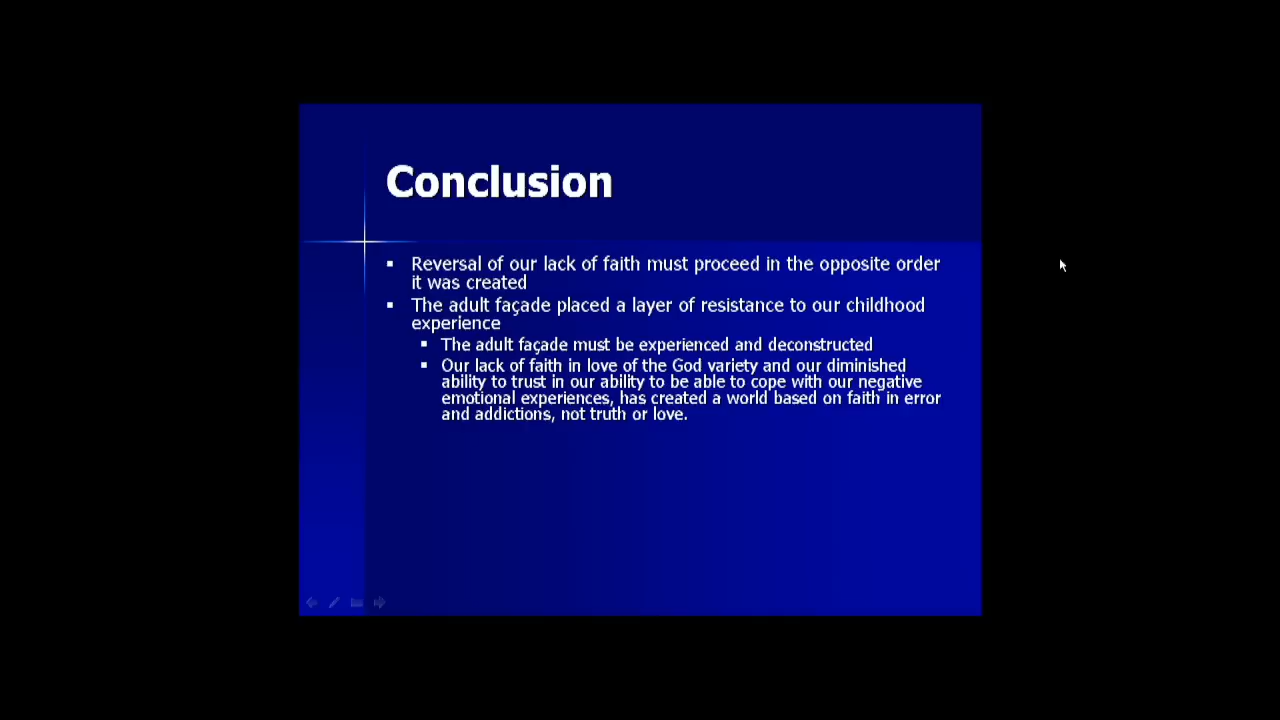 Conclusion
Reversal of our lack of faith must proceed in the opposite order
it was created
The adult façade placed a layer of resistance to our childhood
experience
The adult façade must be experienced and deconstructed
Our lack of faith in love of the God variety and our diminished
ability to trust in our ability to be able to cope with our negative
emotional experiences, has created a world based on faith in error
and addictions, not truth or love.